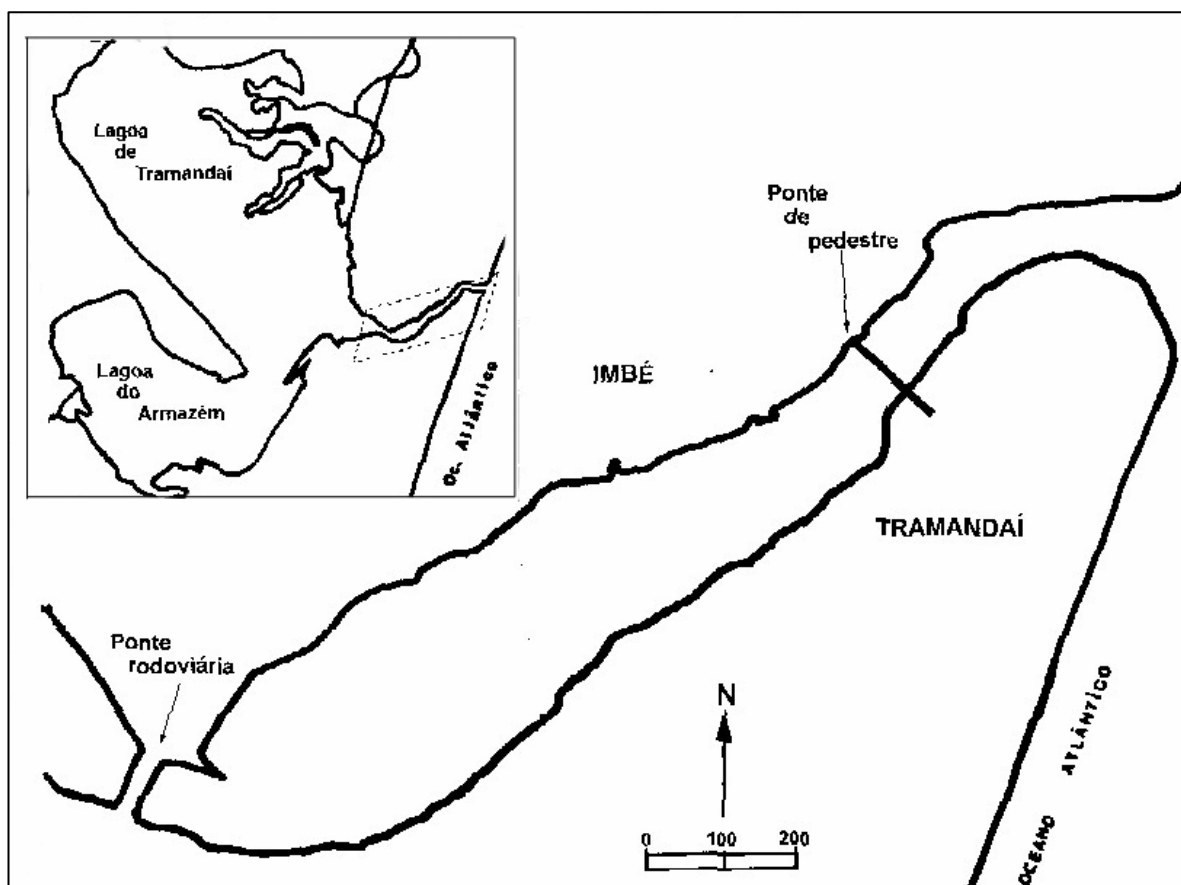 Lagoa
de
Tramandaí
Lagoa
do
Armazém
Oc. ATLÂNTICO
Ponte
de
pedestre
IMBÉ
TRAMANDAÍ
Ponte
rodoviária
N
0 100 200
OCEANO ATLÂNTICO